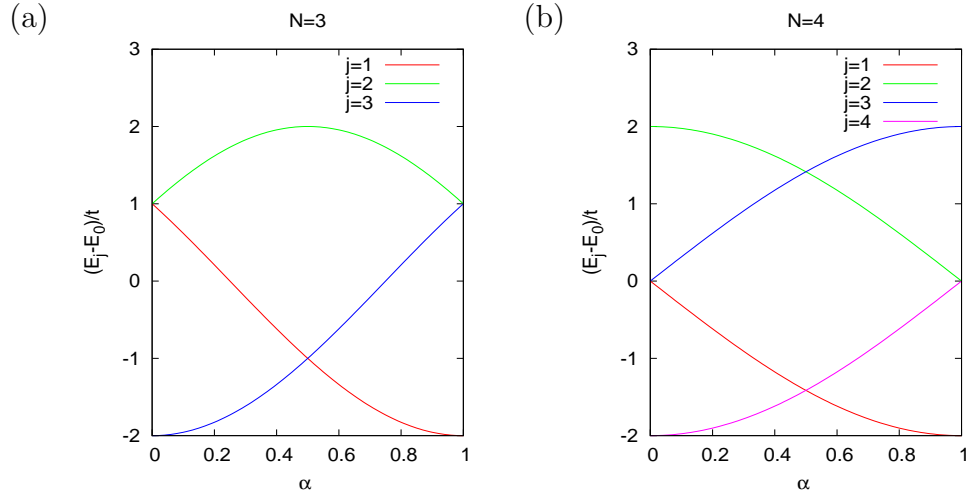 (a)
N=3
j=1
j=2
j=3
3
2
1
0
-1
-2
(E_j-E_0)/t
0 0.2 0.4 0.6 0.8 1
α
(b)
N=4
j=1
j=2
j=3
j=4
3
2
1
0
-1
-2
(E_j-E_0)/t
0 0.2 0.4 0.6 0.8 1
α